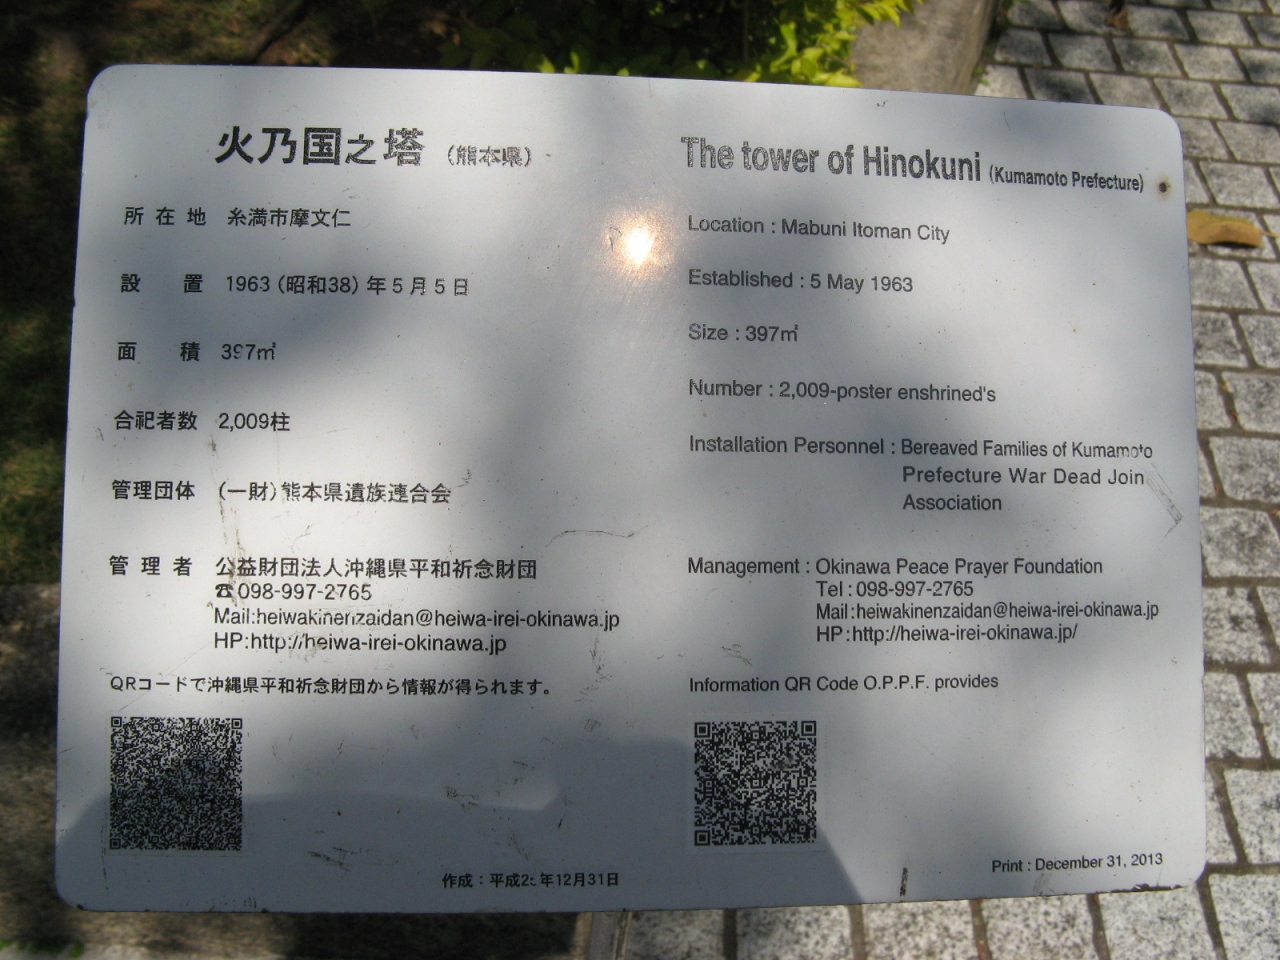 火乃国之塔 (熊本県)
所在地 糸満市摩文仁
設置 1963(昭和38)年5月5日
面積 397㎡
合祀者数 2,009柱
管理団体 (一財)熊本県遺族連合会
管理者 公益財団法人沖縄県平和祈念財団
☎098-997-2765
Mail:heiwakinenzaidan@heiwa-irei-okinawa.jp
HP:http://heiwa-irei-okinawa.jp
QRコードで沖縄県平和祈念財団から情報が得られます。
作成:平成25年12月31日
The tower of Hinokuni (Kumamoto Prefecture)
Location : Mabuni Itoman City
Established : 5 May 1963
Size : 397㎡
Number : 2,009-poster enshrined's
Installation Personnel : Bereaved Families of Kumamoto
Prefecture War Dead Join
Association
Management : Okinawa Peace Prayer Foundation
Tel : 098-997-2765
Mail : heiwakinenzaidan@heiwa-irei-okinawa.jp
HP : http://heiwa-irei-okinawa.jp/
Information QR Code O.P.P.F. provides
Print : December 31, 2013